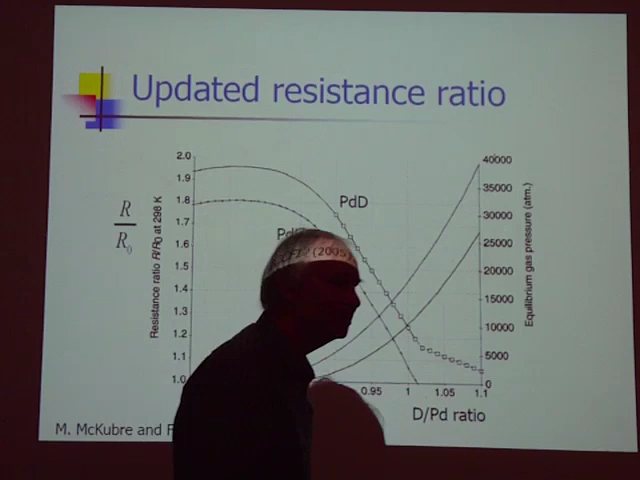 Updated resistance ratio
R
R0
Resistance ratio R/R0 at 298 K
2.0
1.9
1.8
1.7
1.6
1.5
1.4
1.3
1.2
1.1
1.0
PdD
(2005)
40000
35000
30000
25000
20000
15000
10000
5000
0
Equilibrium gas pressure (atm.)
0.95 1 1.05 1.1
D/Pd ratio
M. McKubre and